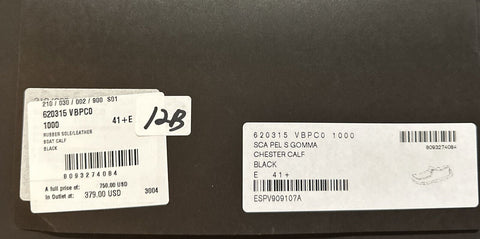 210 / 030 / 002 / 900 S01
620315 VBPC0
1000 41+E
RUBBER SOLE/LEATHER
BOAT CALF
BLACK
8093274084
A full price of: 750.00 USD
In Outlet at: 379.00 USD 3004
12B
620315 VBPC0 1000
SCA PEL S.GOMMA
CHESTER CALF
BLACK
E 41+
ESPV909107A
8093274084